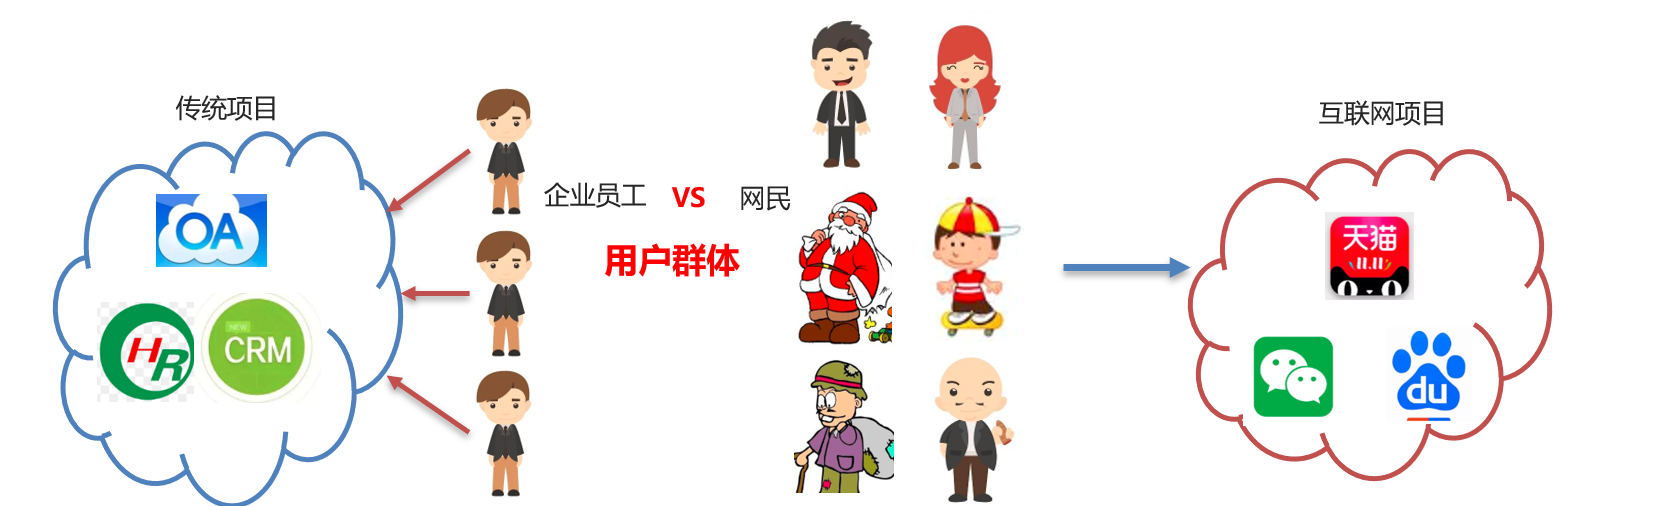 传统项目
OA
HR
NEW
CRM
企业员工 VS 网民
用户群体
互联网项目
天猫
11.11
du